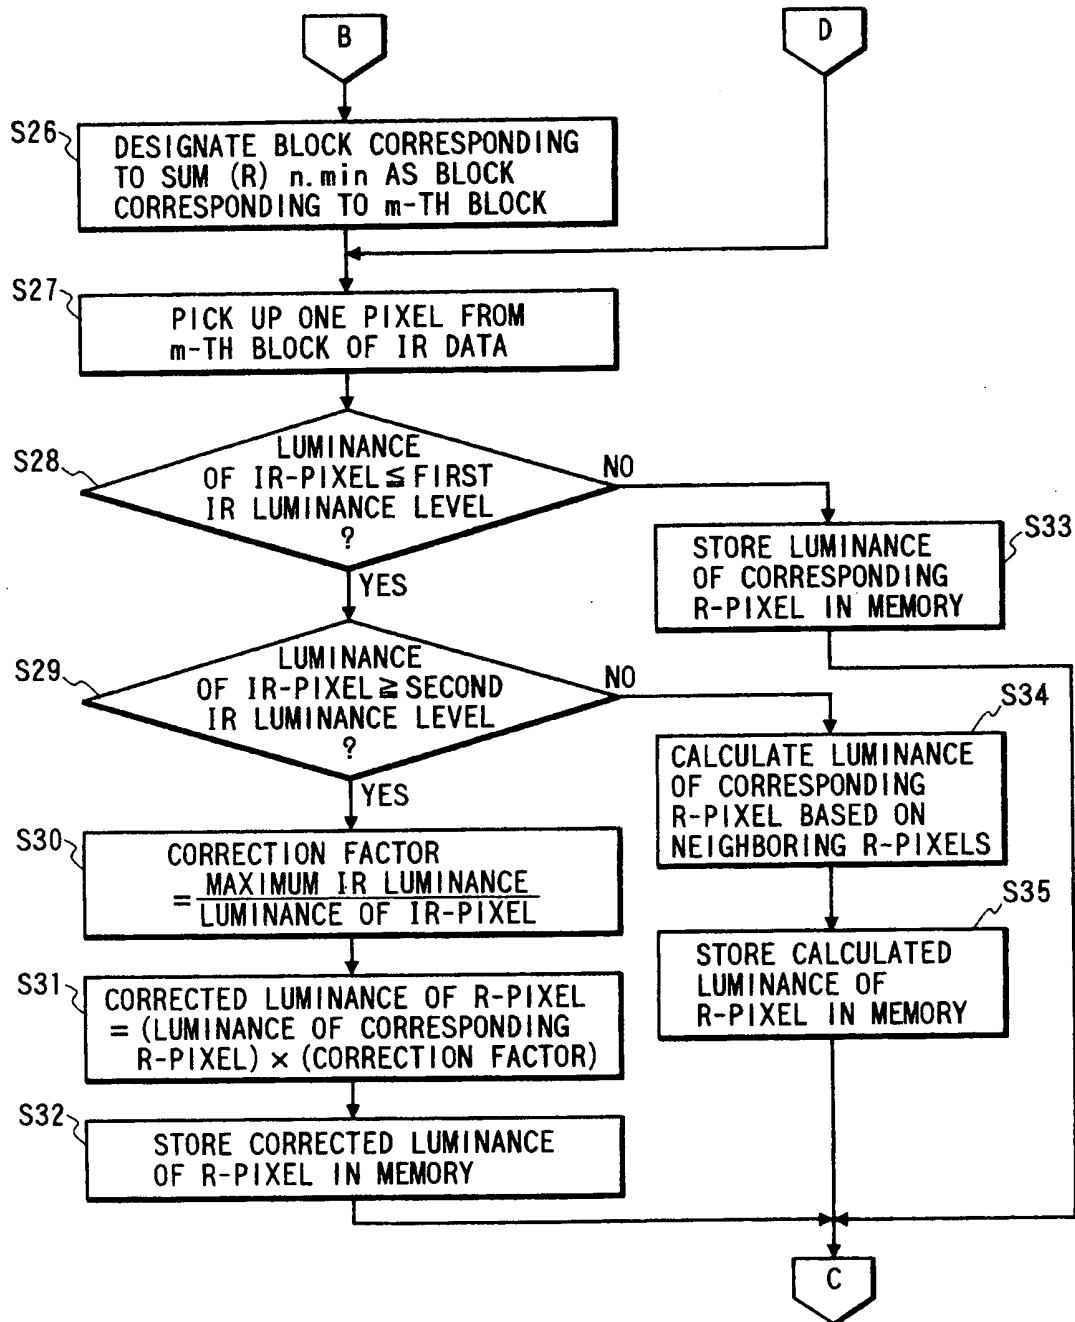 B
D
S26
DESIGNATE BLOCK CORRESPONDING
TO SUM (R) n.min AS BLOCK
CORRESPONDING TO m-TH BLOCK
S27
PICK UP ONE PIXEL FROM
m-TH BLOCK OF IR DATA
S28
LUMINANCE
OF IR-PIXEL ≦ FIRST
IR LUMINANCE LEVEL
?
NO
YES
S33
STORE LUMINANCE
OF CORRESPONDING
R-PIXEL IN MEMORY
S29
LUMINANCE
OF IR-PIXEL ≧ SECOND
IR LUMINANCE LEVEL
?
NO
YES
S34
CALCULATE LUMINANCE
OF CORRESPONDING
R-PIXEL BASED ON
NEIGHBORING R-PIXELS
S30
CORRECTION FACTOR
= MAXIMUM IR LUMINANCE
LUMINANCE OF IR-PIXEL
S35
STORE CALCULATED
LUMINANCE OF
R-PIXEL IN MEMORY
S31
CORRECTED LUMINANCE OF R-PIXEL
= (LUMINANCE OF CORRESPONDING
R-PIXEL) × (CORRECTION FACTOR)
S32
STORE CORRECTED LUMINANCE
OF R-PIXEL IN MEMORY
C